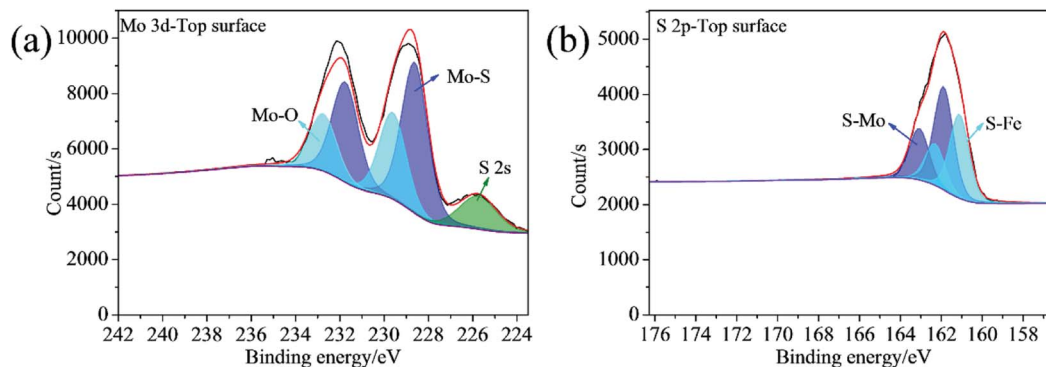 (a)
Mo 3d-Top surface
10000
8000
6000
4000
2000
0
Count/s
Mo-O
Mo-S
S 2s
242 240 238 236 234 232 230 228 226 224
Binding energy/eV
(b)
S 2p-Top surface
5000
4000
3000
2000
1000
0
Count/s
S-Mo
S-Fe
176 174 172 170 168 166 164 162 160 158
Binding energy/eV